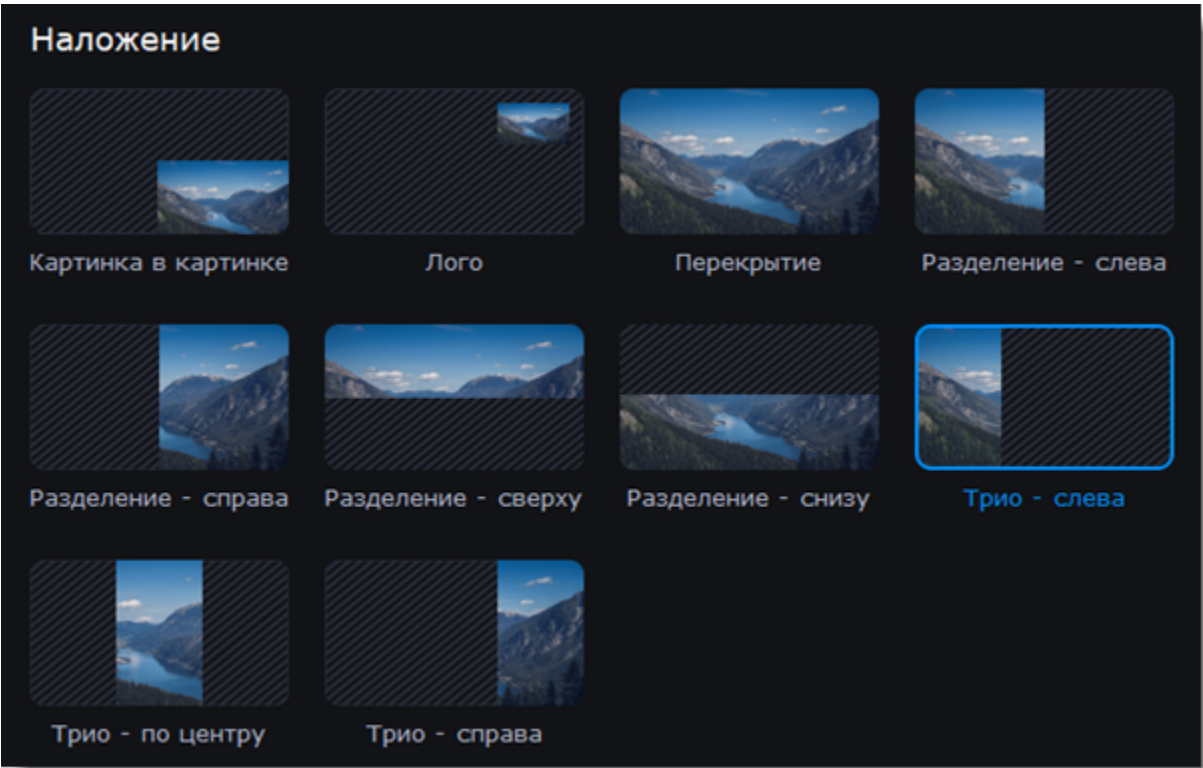 Наложение
Картинка в картинке
Лого
Перекрытие
Разделение - слева
Разделение - справа
Разделение - сверху
Разделение - снизу
Трио - слева
Трио - по центру
Трио - справа